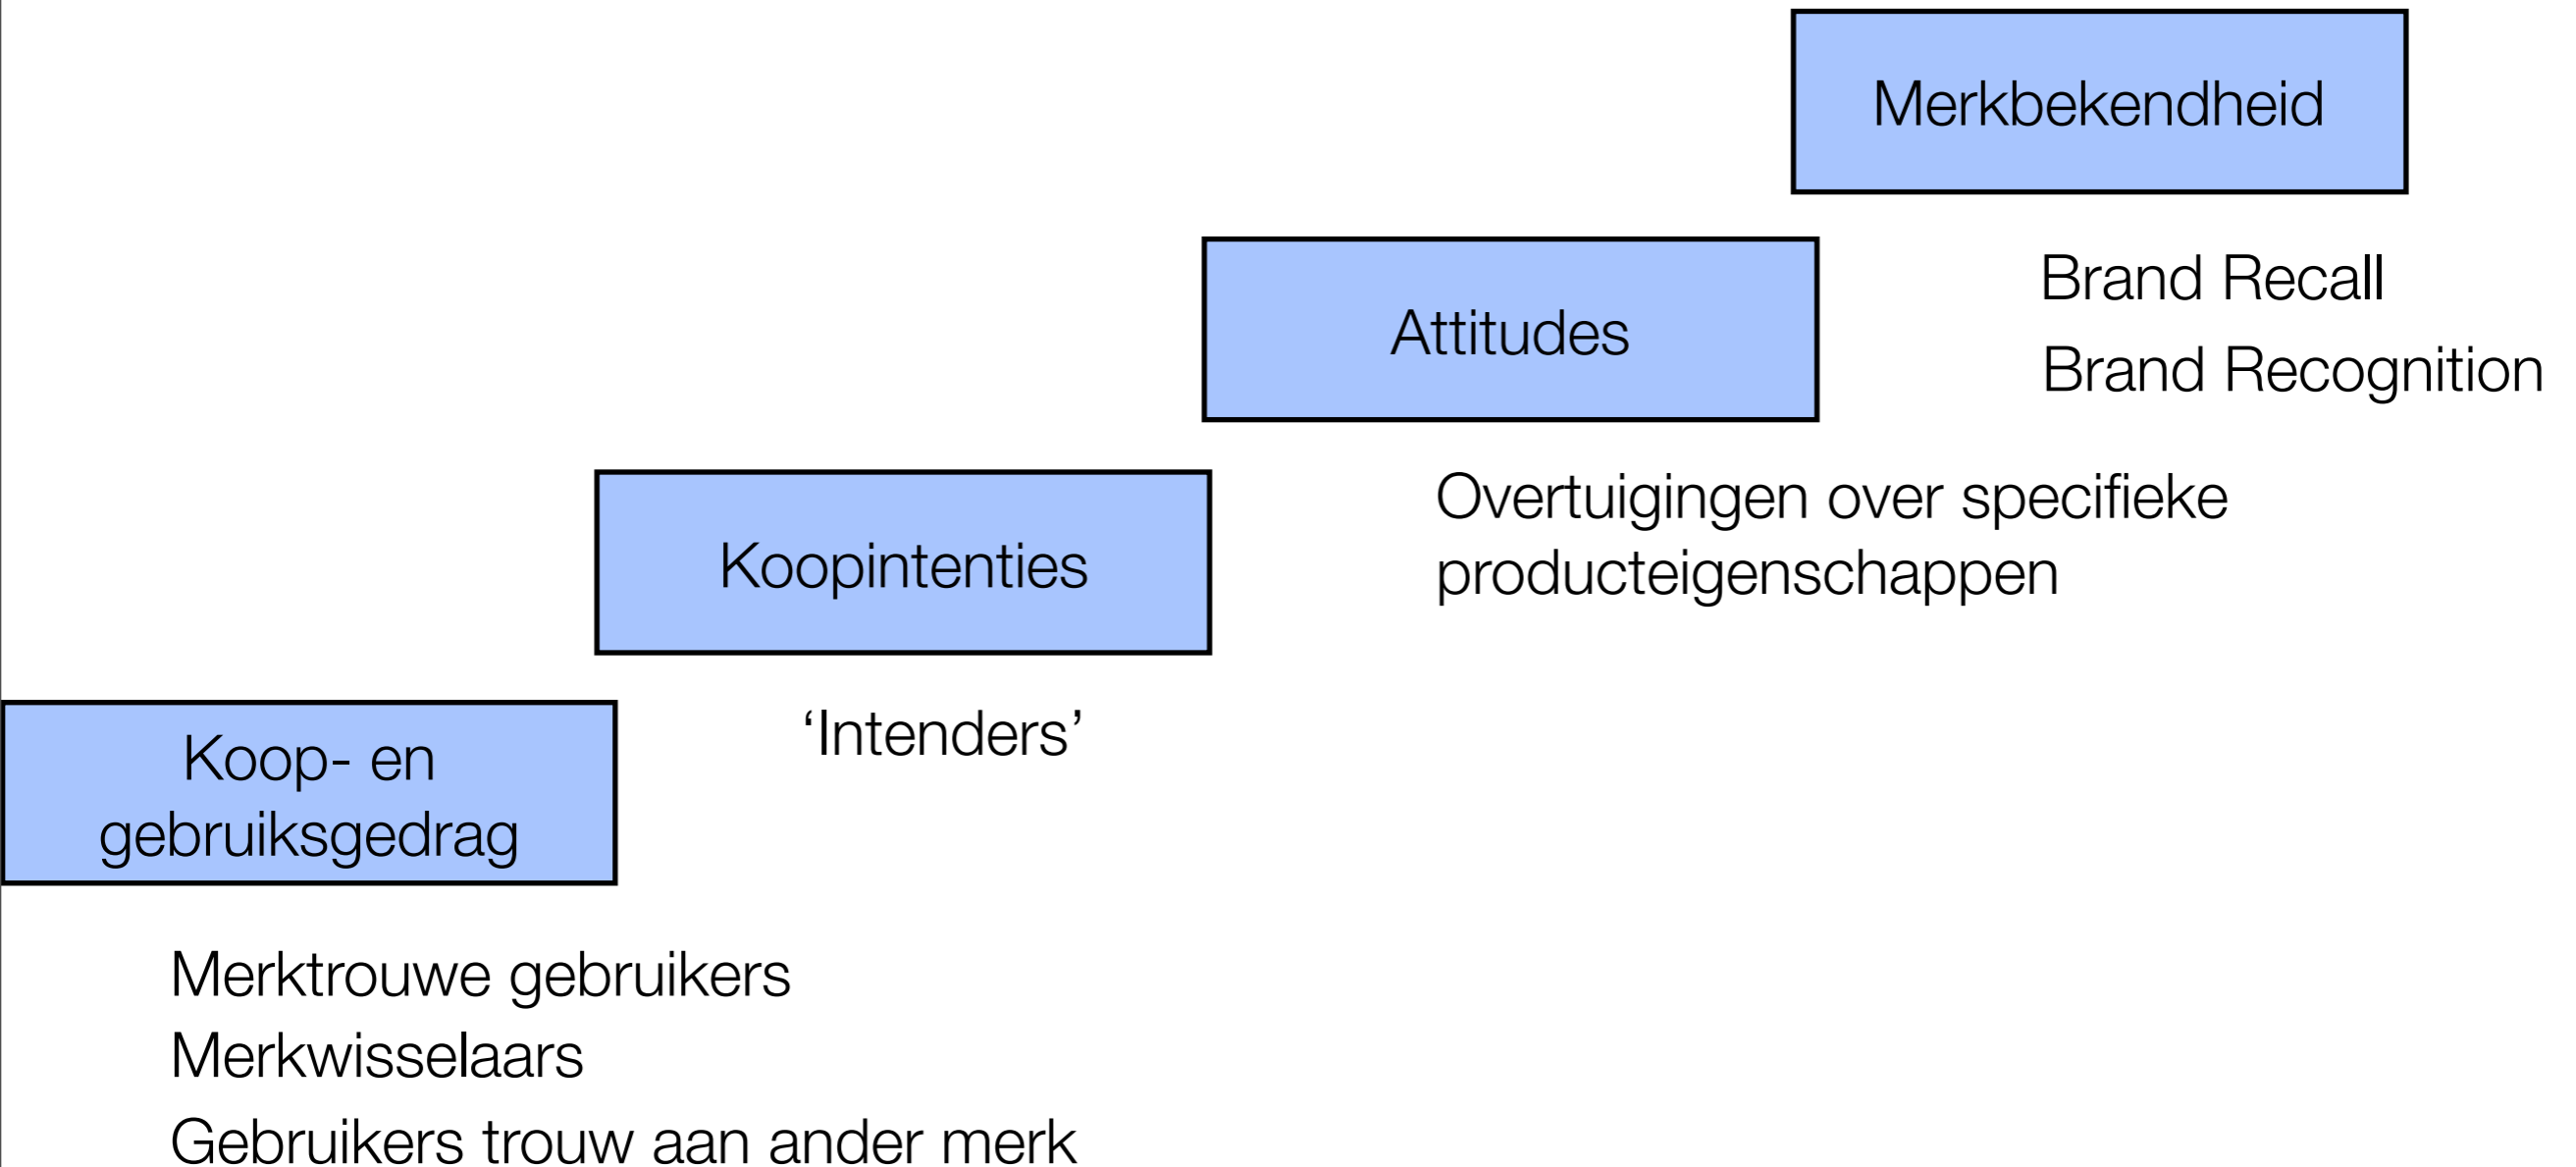 Merkbekendheid
Brand Recall
Brand Recognition
Attitudes
Overtuigingen over specifieke
producteigenschappen
Koopintenties
‘Intenders’
Koop- en
gebruiksgedrag
Merktrouwe gebruikers
Merkwisselaars
Gebruikers trouw aan ander merk